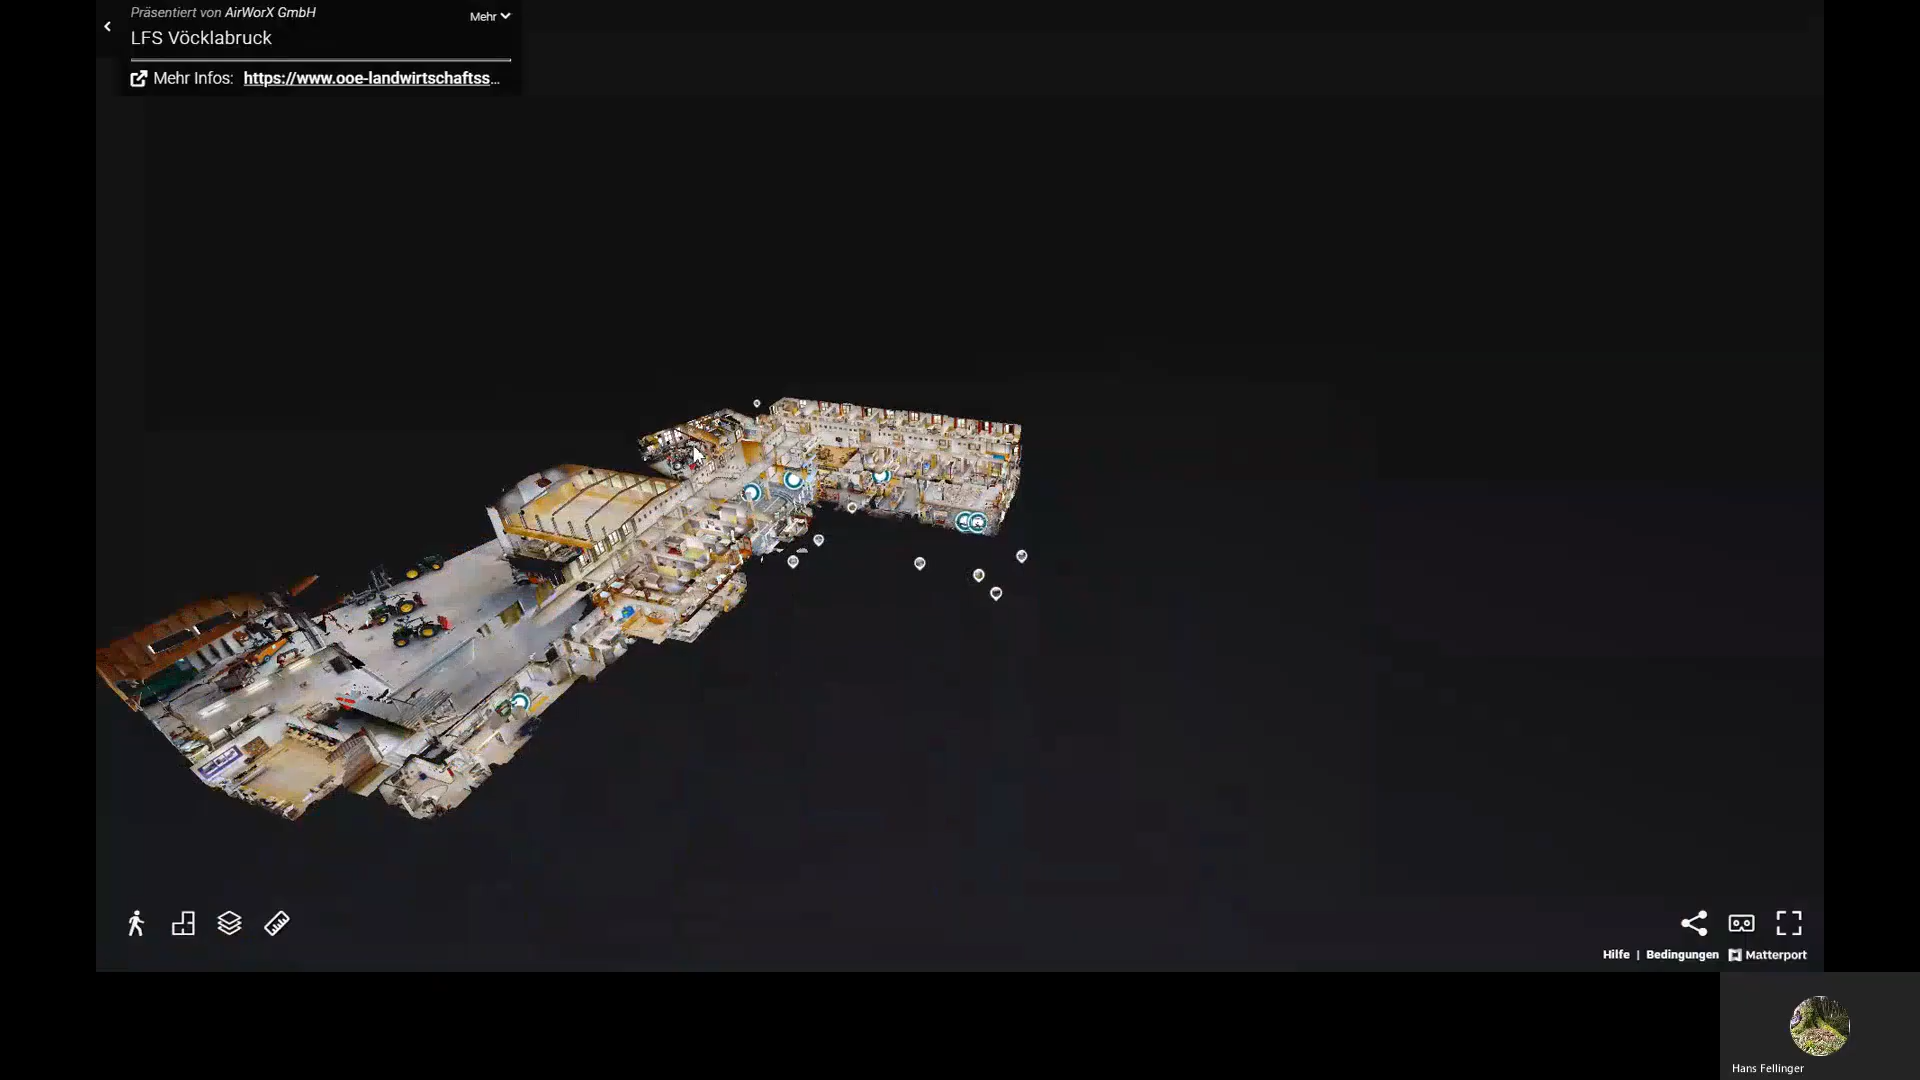 Präsentiert von AirWorX GmbH
Mehr
LFS Vöcklabruck
Mehr Infos: https://www.ooe-landwirtschaftss...
Hilfe | Bedingungen Matterport
Hans Fellinger